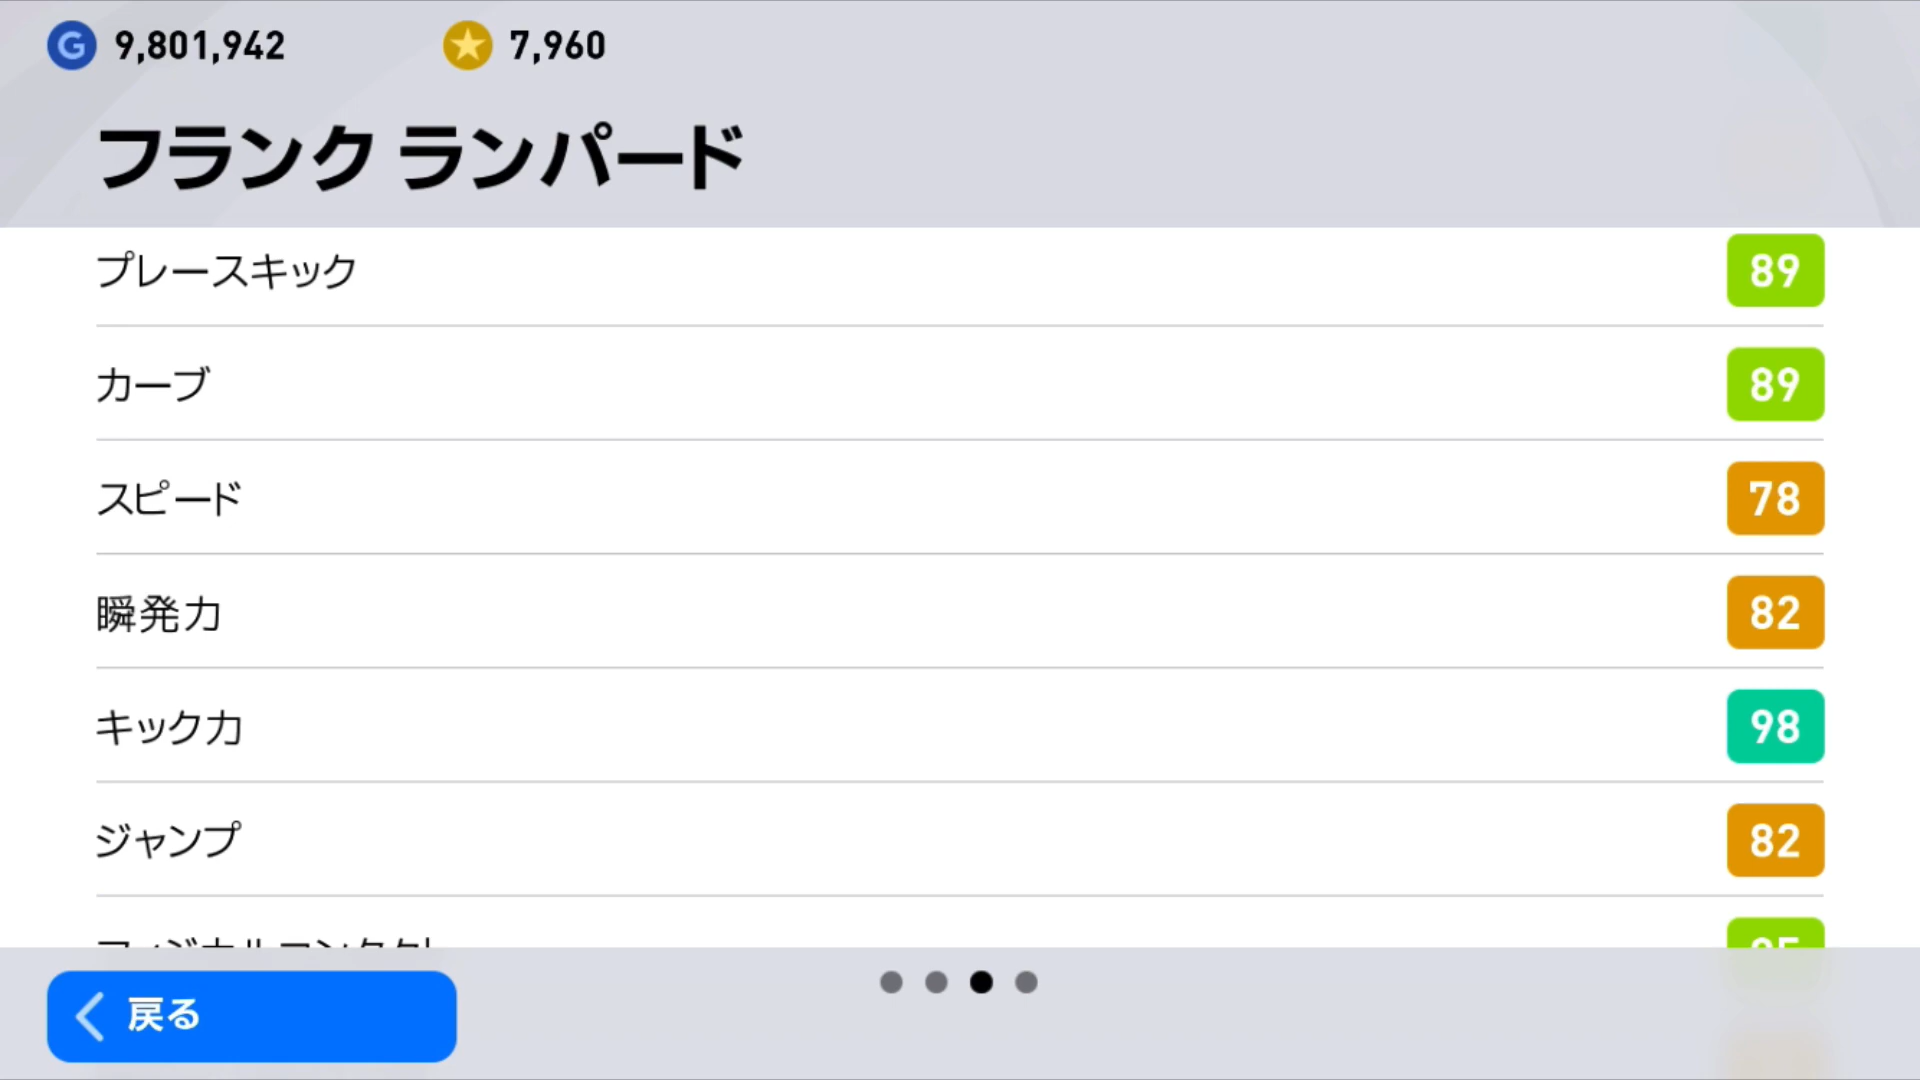 9,801,942 7,960
フランク ランパード
プレースキック 89
カーブ 89
スピード 78
瞬発力 82
キック力 98
ジャンプ 82
戻る